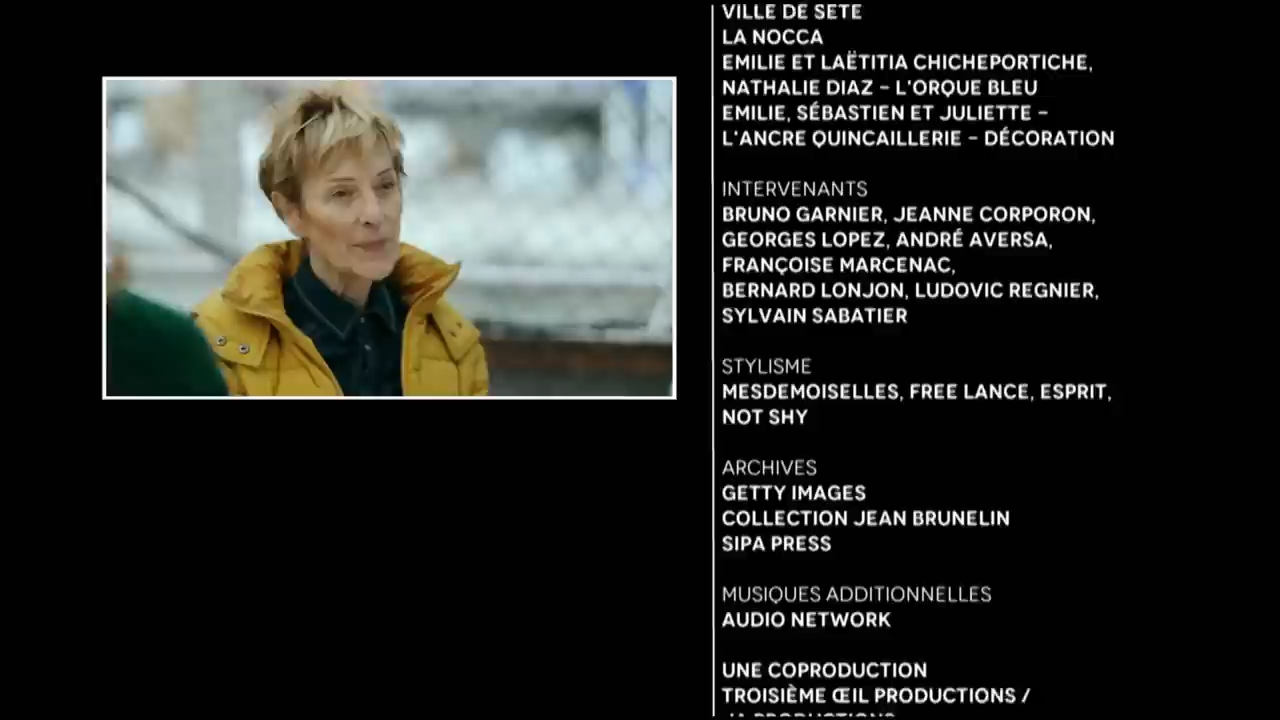 VILLE DE SETE
LA NOCCA
EMILIE ET LAËTITIA CHICHEPORTICHE,
NATHALIE DIAZ – L'ORQUE BLEU
EMILIE, SÉBASTIEN ET JULIETTE –
L'ANCRE QUINCAILLERIE – DÉCORATION
INTERVENANTS
BRUNO GARNIER, JEANNE CORPORON,
GEORGES LOPEZ, ANDRÉ AVERSA,
FRANÇOISE MARCENAC,
BERNARD LONJON, LUDOVIC REGNIER,
SYLVAIN SABATIER
STYLISME
MESDEMOISELLES, FREE LANCE, ESPRIT,
NOT SHY
ARCHIVES
GETTY IMAGES
COLLECTION JEAN BRUNELIN
SIPA PRESS
MUSIQUES ADDITIONNELLES
AUDIO NETWORK
UNE COPRODUCTION
TROISIÈME ŒIL PRODUCTIONS /